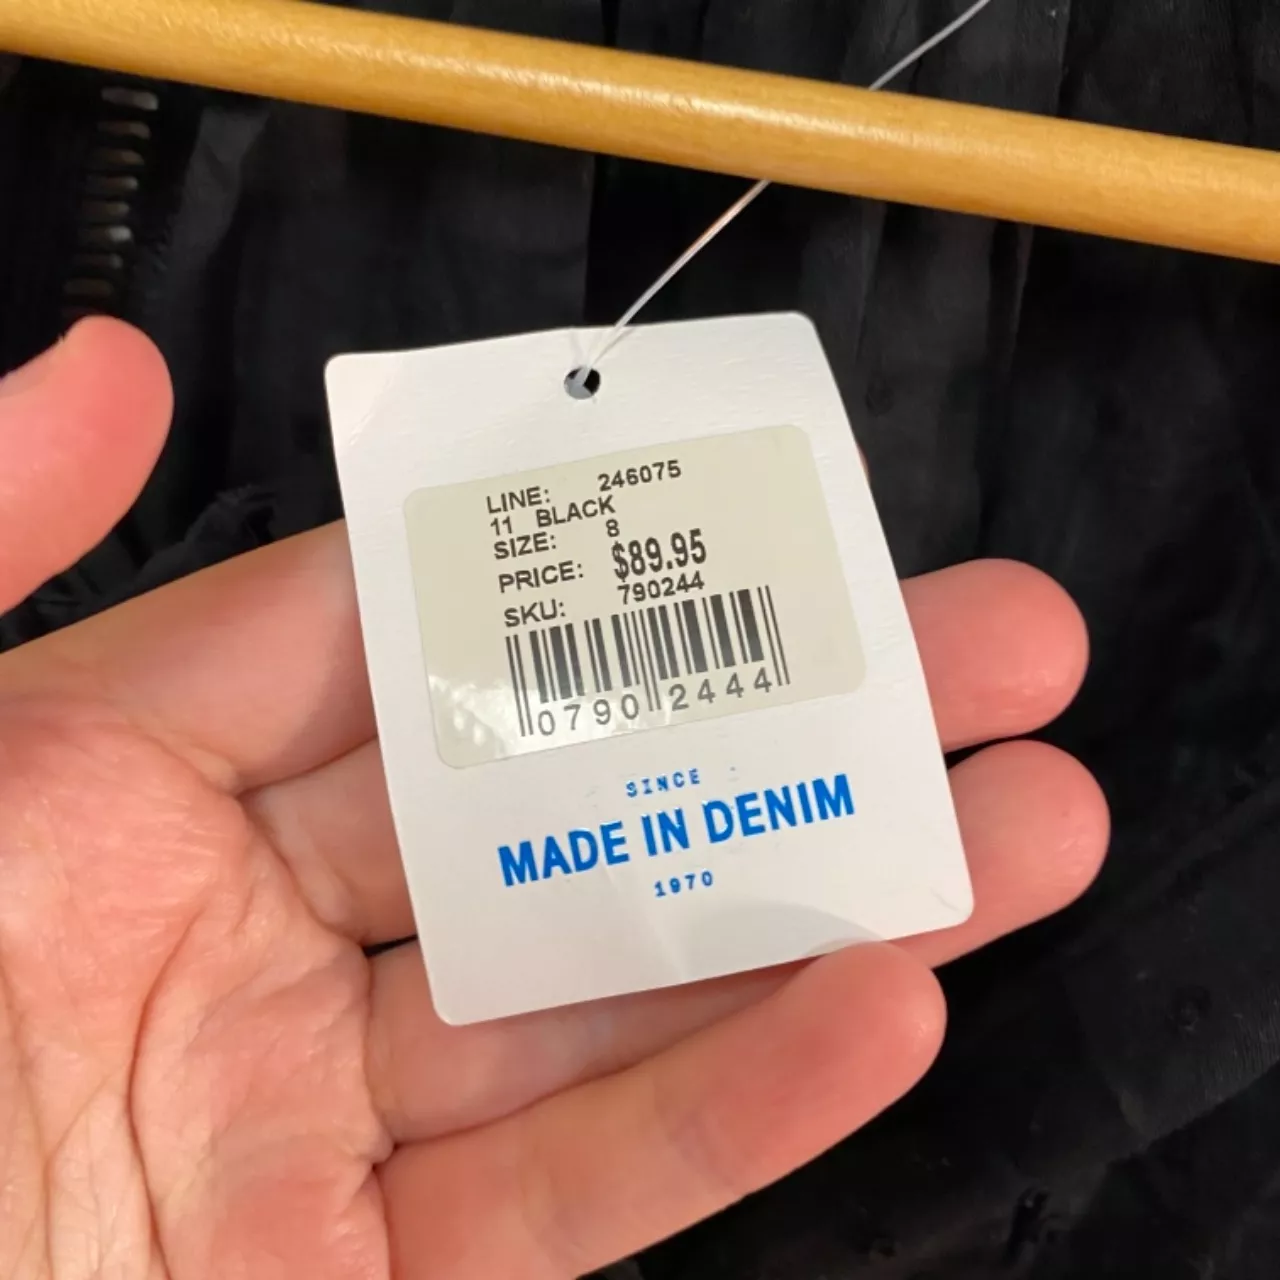 LINE: 246075
11 BLACK
SIZE: 8
PRICE: $89.95
SKU: 790244
0790 2444
SINCE
MADE IN DENIM
1970